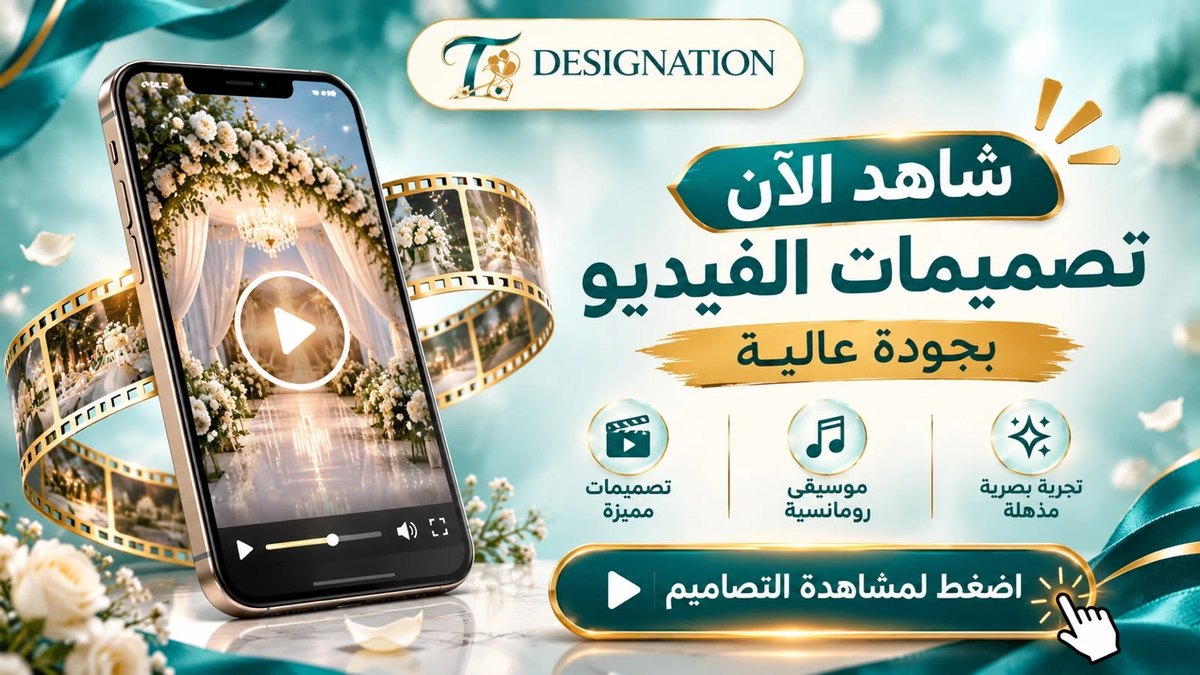 T DESIGNATION
شاهد الآن
تصميمات الفيديو
بجودة عالية
تجربة بصرية
مذهلة
موسيقى
رومانسية
تصميمات
مميزة
اضغط لمشاهدة التصاميم